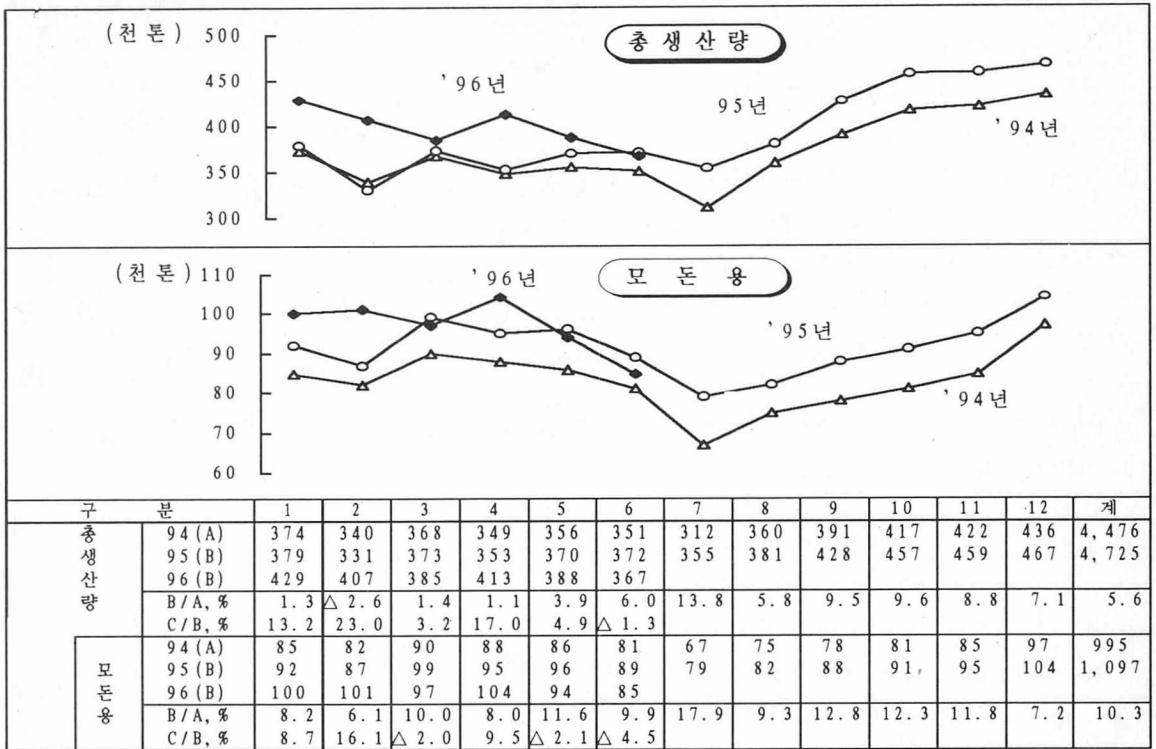 (천 톤) 500 총 생 산 량
450
400
350
300
'96년
95년
'94년
(천 톤) 110 모 돈 용
100
90
80
70
60
'96년
'95년
'94년
구 분 1 2 3 4 5 6 7 8 9 10 11 12 계
총 생 산 량
94(A) 374 340 368 349 356 351 312 360 391 417 422 436 4,476
95(B) 379 331 373 353 370 372 355 381 428 457 459 467 4,725
96(B) 429 407 385 413 388 367
B/A, % 1.3 △2.6 1.4 1.1 3.9 6.0 13.8 5.8 9.5 9.6 8.8 7.1 5.6
C/B, % 13.2 23.0 3.2 17.0 4.9 △1.3
모 돈 용
94(A) 85 82 90 88 86 81 67 75 78 81 85 97 995
95(B) 92 87 99 95 96 89 79 82 88 91 95 104 1,097
96(B) 100 101 97 104 94 85
B/A, % 8.2 6.1 10.0 8.0 11.6 9.9 17.9 9.3 12.8 12.3 11.8 7.2 10.3
C/B, % 8.7 16.1 △2.0 9.5 △2.1 △4.5